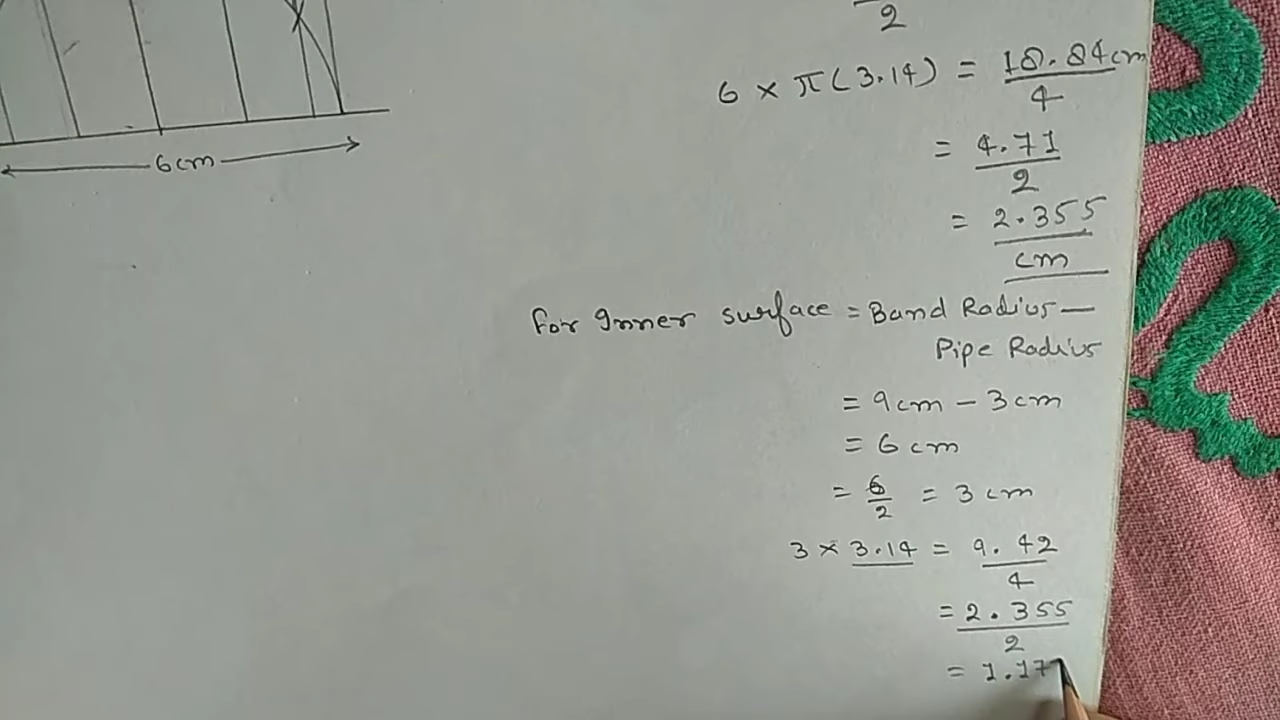 2
6 × π(3.14) = 18.84cm
4
= 4.71
2
= 2.355
cm
6cm
For Inner surface = Band Radius —
Pipe Radius
= 9cm - 3cm
= 6cm
= 6/2 = 3cm
3 × 3.14 = 9.42
4
= 2.355
2
= 1.17